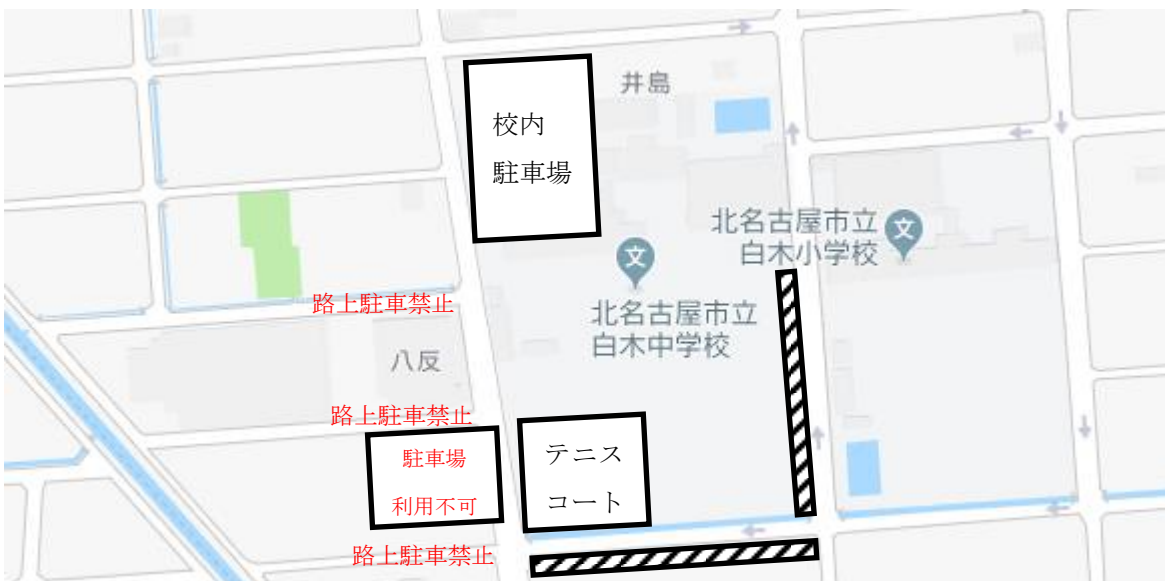 井島
校内
駐車場
北名古屋市立
白木小学校
文
文
北名古屋市立
白木中学校
路上駐車禁止
八反
路上駐車禁止
駐車場
利用不可
テニス
コート
路上駐車禁止